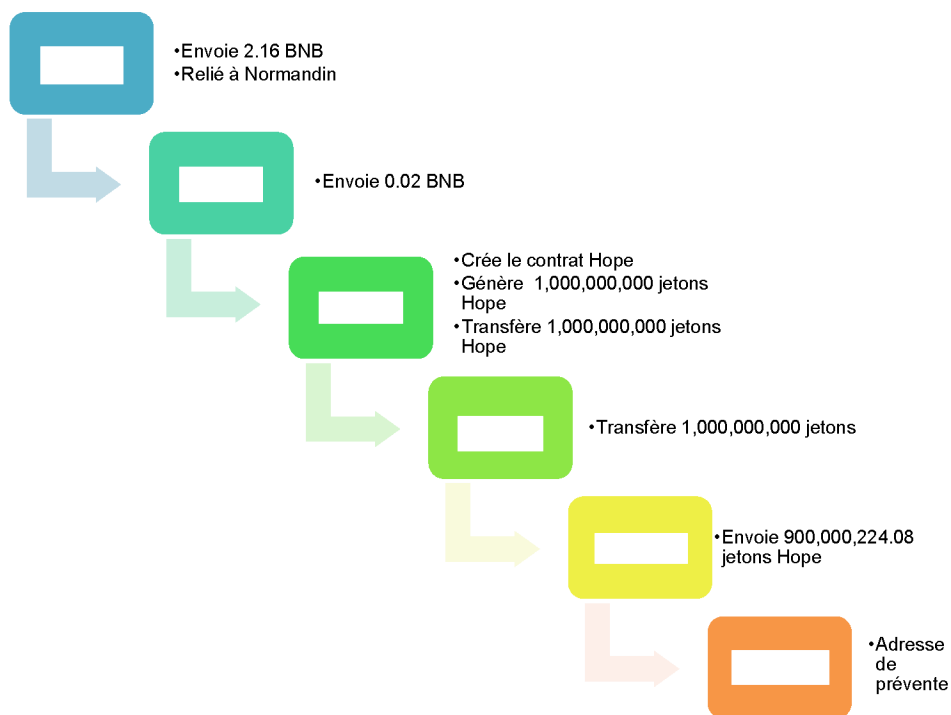 •Envoie 2.16 BNB
•Relié à Normandin
•Envoie 0.02 BNB
•Crée le contrat Hope
•Génère 1,000,000,000 jetons
Hope
•Transfère 1,000,000,000 jetons
Hope
•Transfère 1,000,000,000 jetons
•Envoie 900,000,224.08
jetons Hope
•Adresse
de
prévente